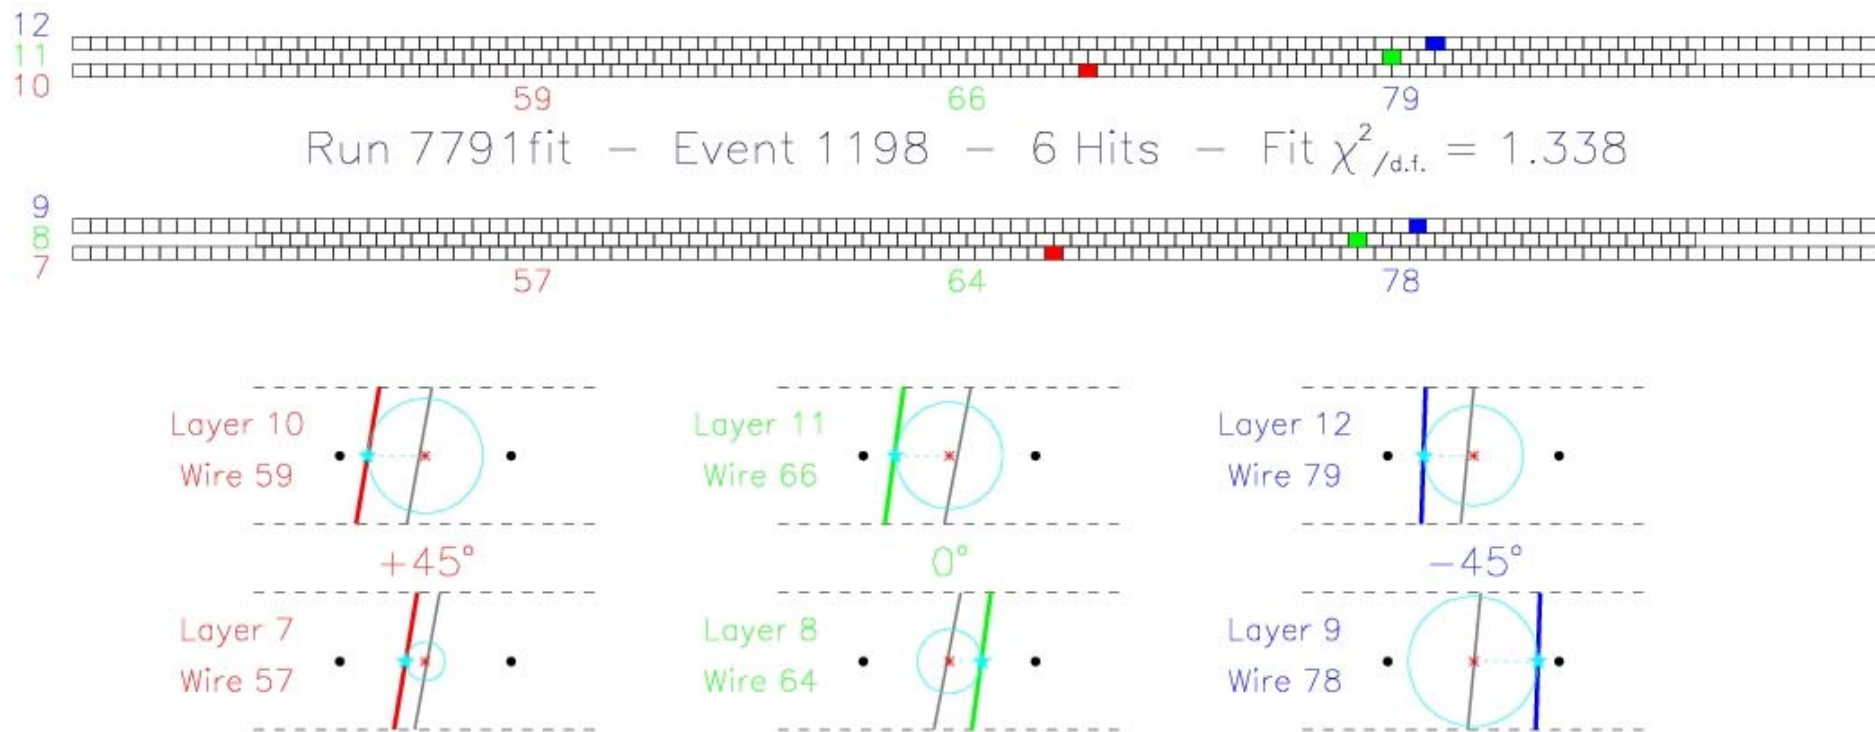 12
11
10
59 66 79
Run 7791fit — Event 1198 — 6 Hits — Fit χ²/d.f. = 1.338
9
8
7
57 64 78
Layer 10 Layer 11 Layer 12
Wire 59 Wire 66 Wire 79
+45° 0° −45°
Layer 7 Layer 8 Layer 9
Wire 57 Wire 64 Wire 78